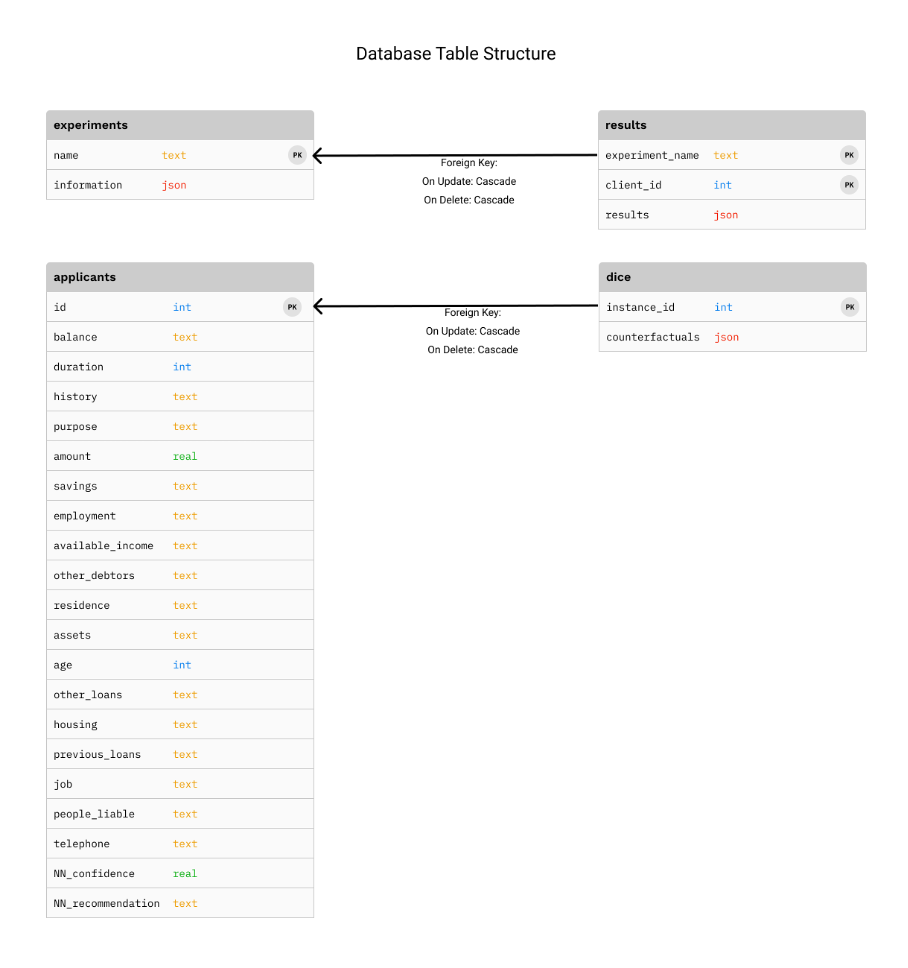 Database Table Structure
experiments
name text PK
information json
Foreign Key:
On Update: Cascade
On Delete: Cascade
results
experiment_name text PK
client_id int PK
results json
applicants
id int PK
balance text
duration int
history text
purpose text
amount real
savings text
employment text
available_income text
other_debtors text
residence text
assets text
age int
other_loans text
housing text
previous_loans text
job text
people_liable text
telephone text
NN_confidence real
NN_recommendation text
Foreign Key:
On Update: Cascade
On Delete: Cascade
dice
instance_id int PK
counterfactuals json